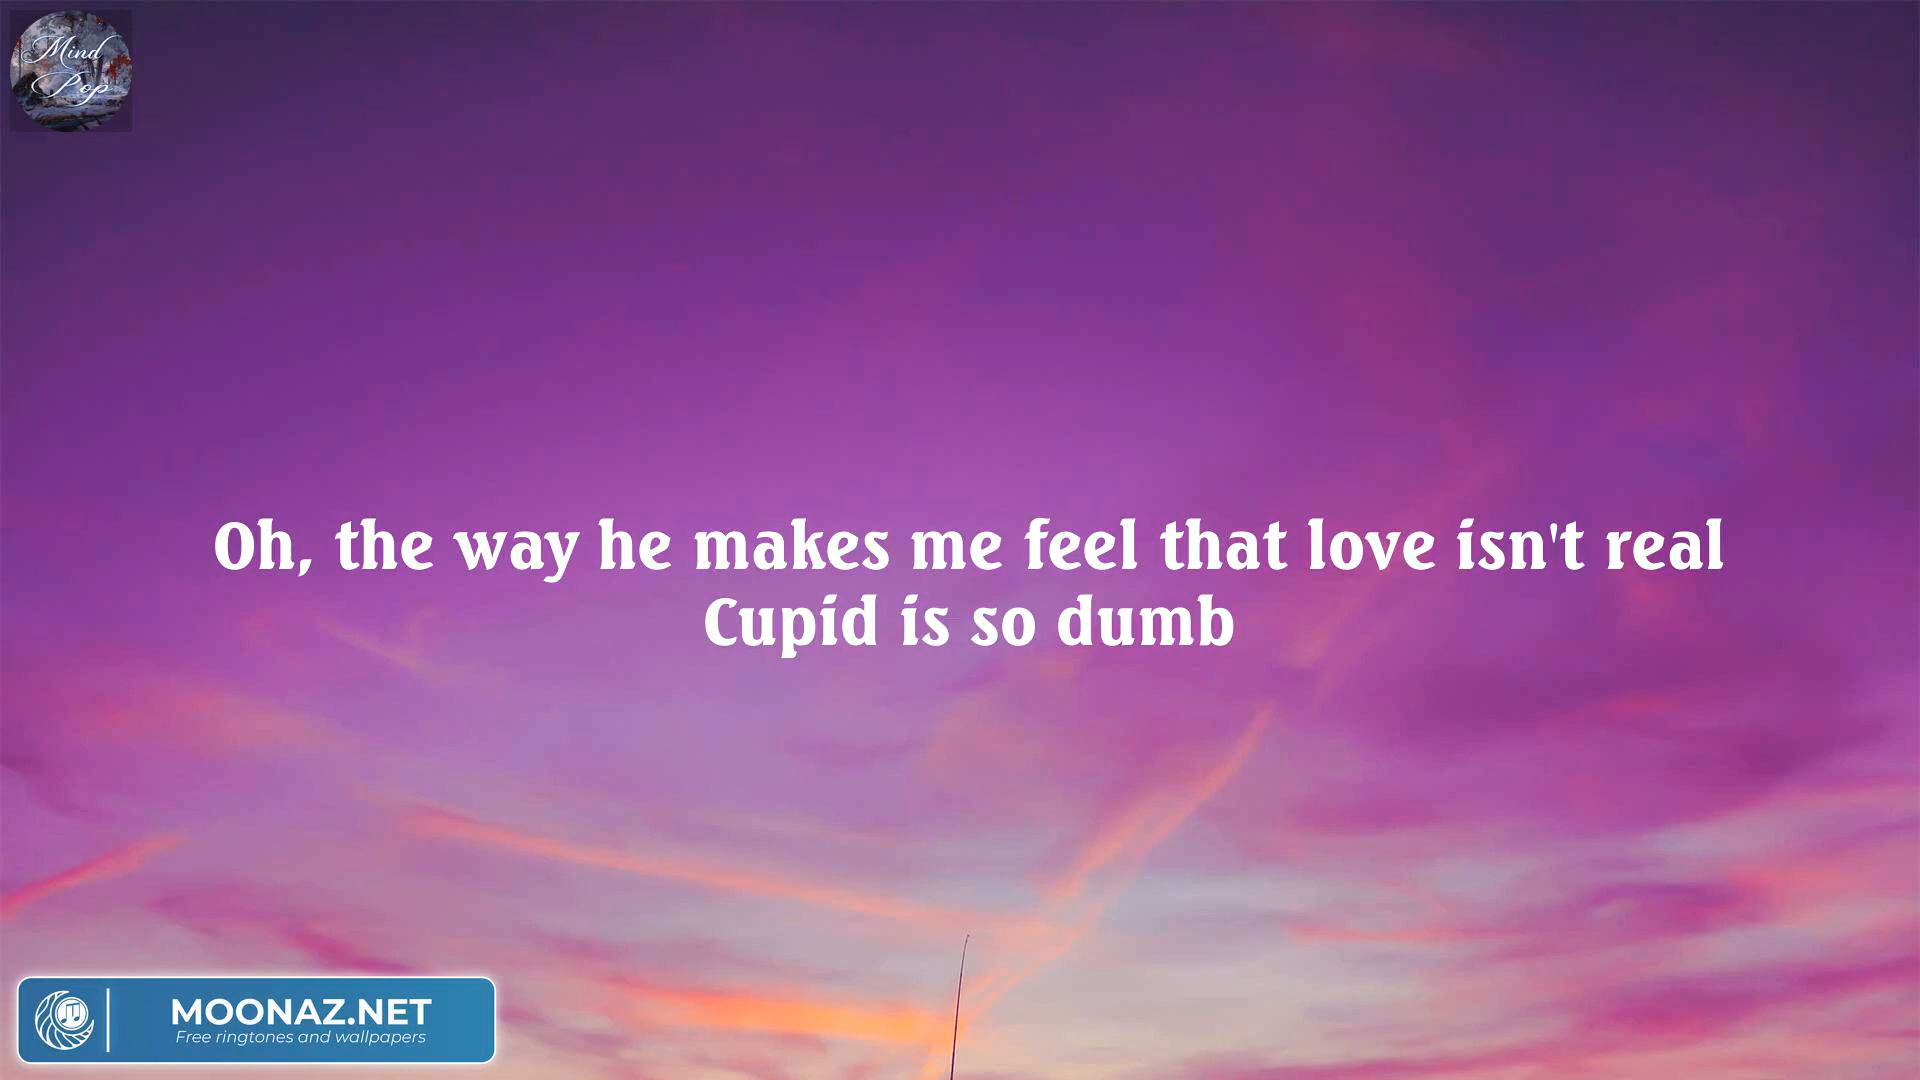 Mind
Pop
Oh, the way he makes me feel that love isn't real
Cupid is so dumb
MOONAZ.NET
Free ringtones and wallpapers